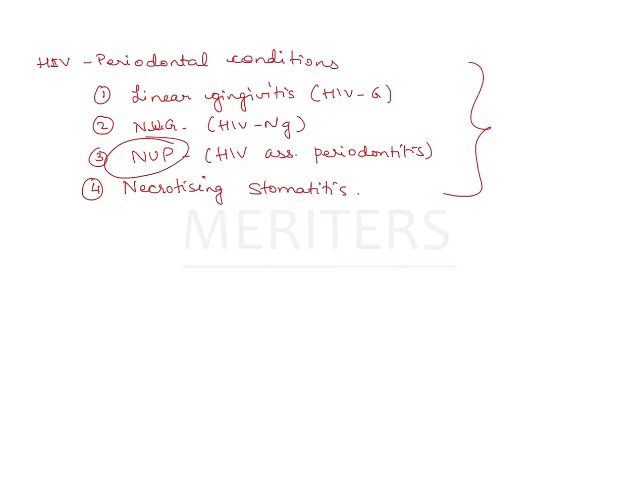 HIV - Periodontal conditions
① Linear gingivitis (HIV-G)
② N.U.G. (HIV-Ng)
③ NUP - (HIV ass. periodontitis)
④ Necrotising Stomatitis.
MERITERS